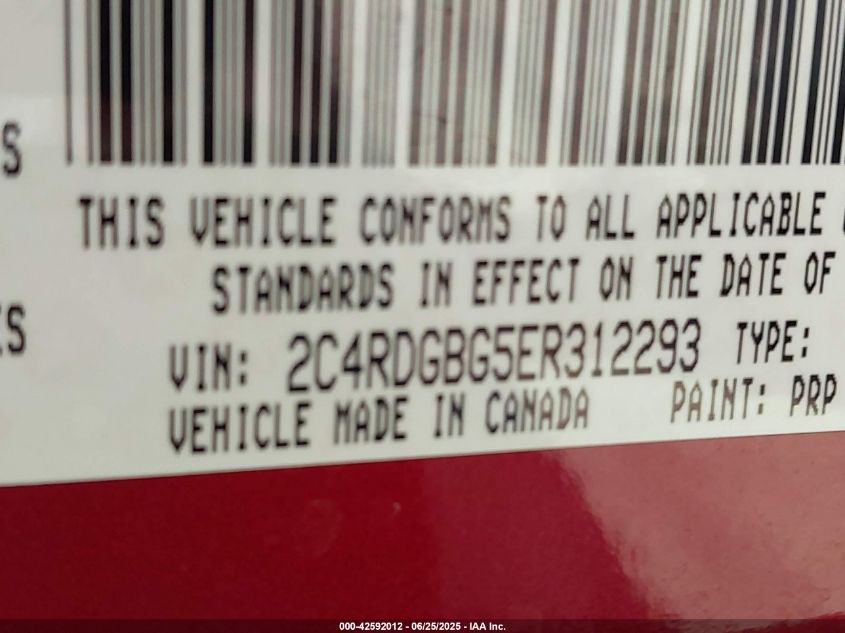 S
THIS VEHICLE CONFORMS TO ALL APPLICABLE
STANDARDS IN EFFECT ON THE DATE OF
ES
VIN: 2C4RDGBG5ER312293 TYPE:
VEHICLE MADE IN CANADA PAINT: PRP
000-42592012 - 06/25/2025 - IAA Inc.